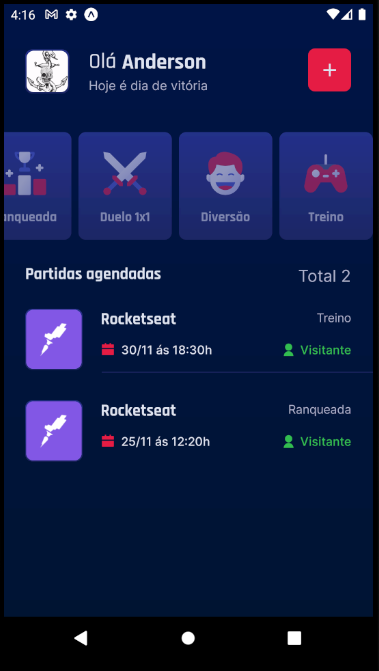 4:16
Olá Anderson
Hoje é dia de vitória
+
anqueada Duelo 1x1 Diversão Treino
Partidas agendadas Total 2
Rocketseat Treino
30/11 ás 18:30h Visitante
Rocketseat Ranqueada
25/11 ás 12:20h Visitante